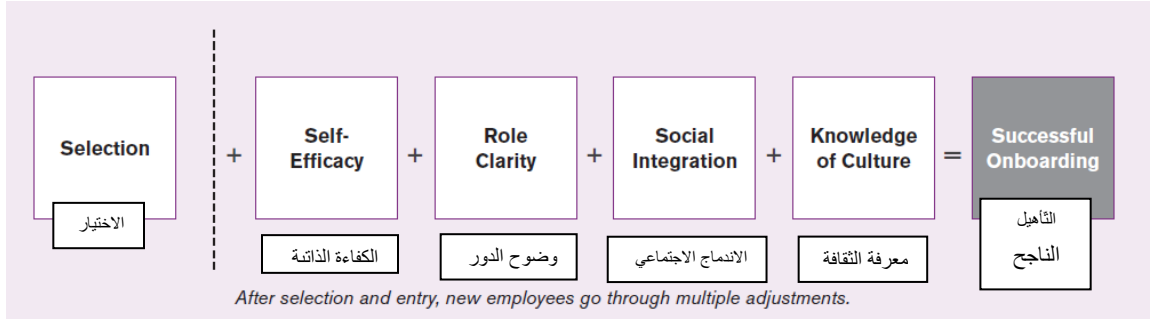 Selection
+
Self-
Efficacy
+
Role
Clarity
+
Social
Integration
+
Knowledge
of Culture
=
Successful
Onboarding
الاختيار
الكفاءة الذاتية
وضوح الدور
الاندماج الاجتماعي
معرفة الثقافة
التأهيل
الناجح
After selection and entry, new employees go through multiple adjustments.